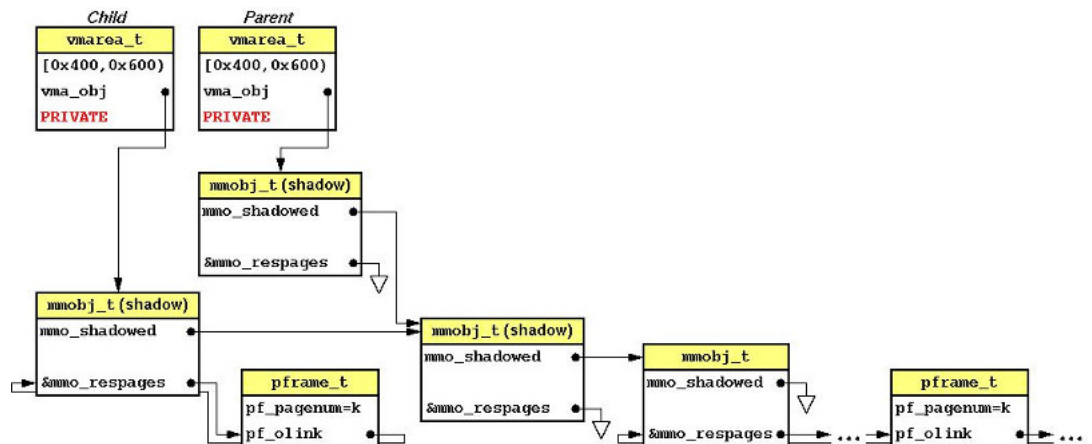 Child
vmarea_t
[0x400,0x600)
vma_obj
PRIVATE
Parent
vmarea_t
[0x400,0x600)
vma_obj
PRIVATE
mmobj_t (shadow)
mmo_shadowed
&mmo_respages
mmobj_t (shadow)
mmo_shadowed
&mmo_respages
pframe_t
pf_pagenum=k
pf_olink
mmobj_t (shadow)
mmo_shadowed
&mmo_respages
mmobj_t
mmo_shadowed
&mmo_respages
...
pframe_t
pf_pagenum=k
pf_olink
...